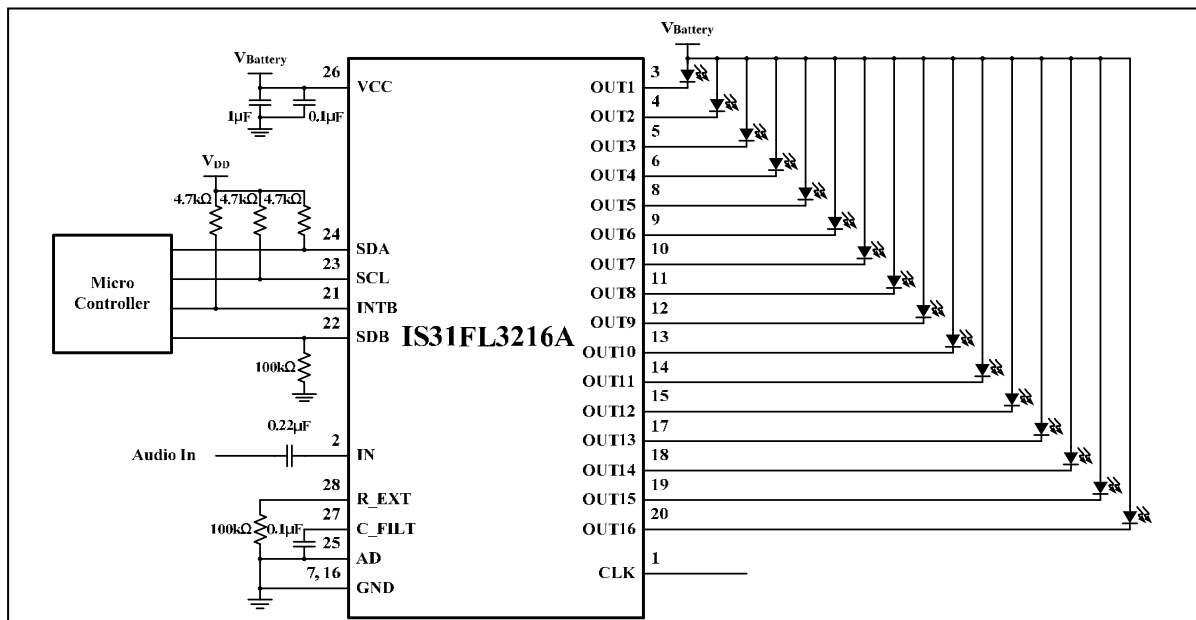 VBattery
26
VCC
1µF
0.1µF
VDD
4.7kΩ
4.7kΩ
4.7kΩ
24
SDA
23
SCL
21
INTB
22
SDB
100kΩ
Micro
Controller
IS31FL3216A
0.22µF
Audio In
2
IN
28
R_EXT
27
C_FILT
100kΩ
0.1µF
25
AD
7, 16
GND
VBattery
3
OUT1
4
OUT2
5
OUT3
6
OUT4
8
OUT5
9
OUT6
10
OUT7
11
OUT8
12
OUT9
13
OUT10
14
OUT11
15
OUT12
17
OUT13
18
OUT14
19
OUT15
20
OUT16
1
CLK